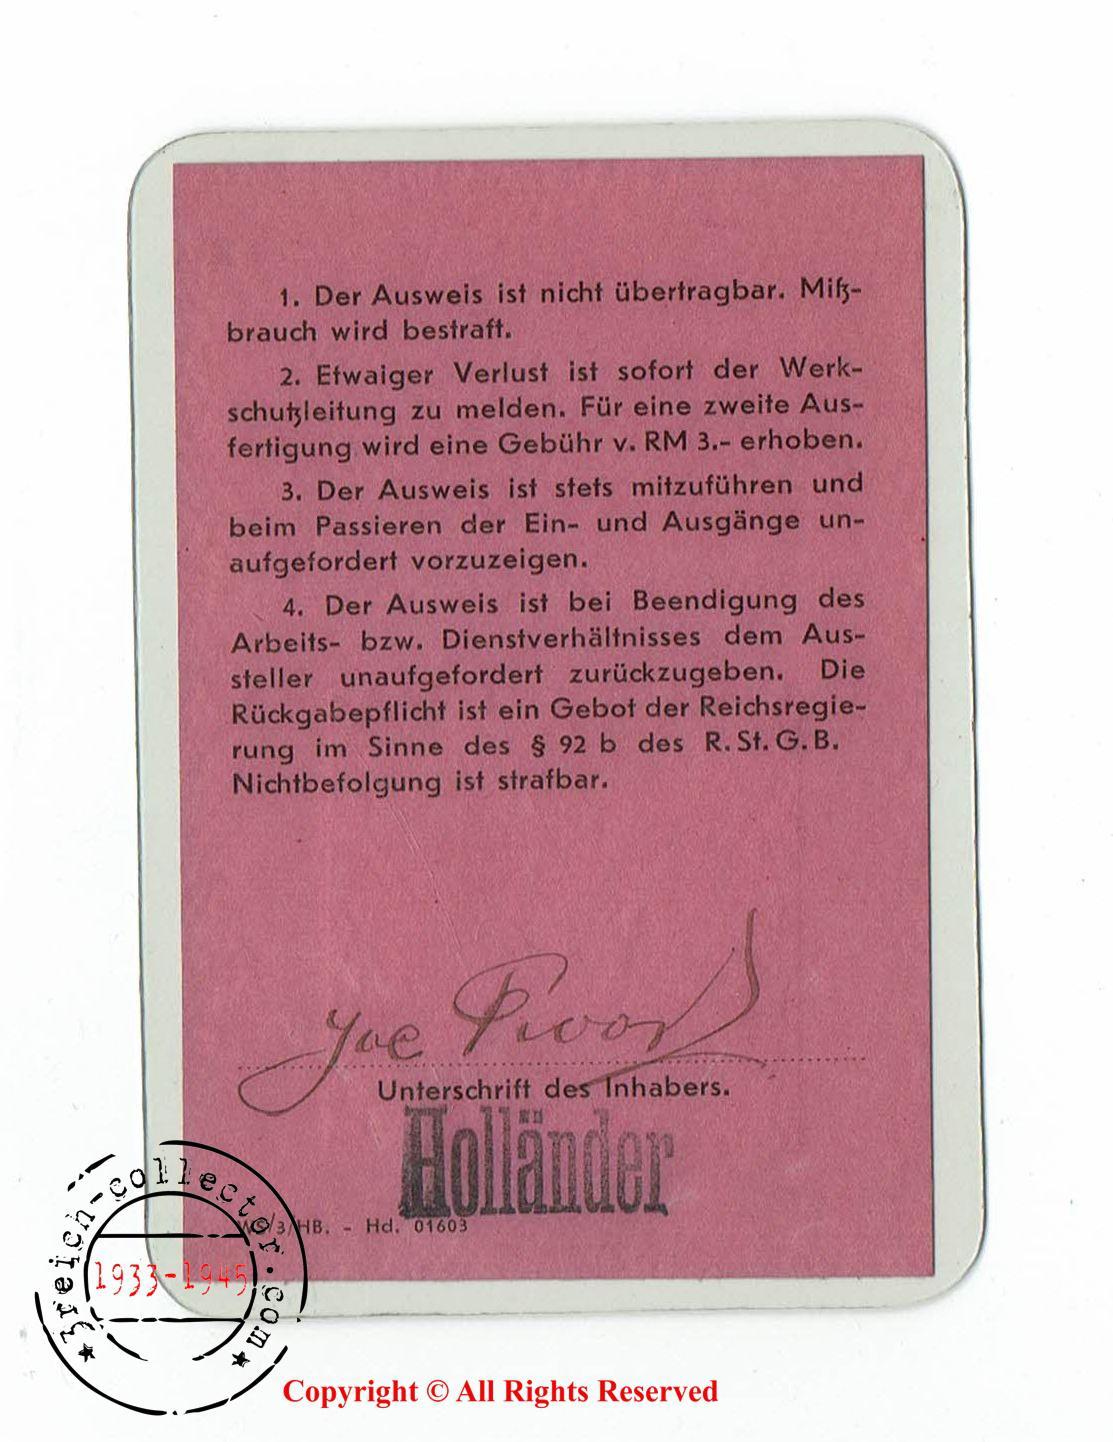 1. Der Ausweis ist nicht übertragbar. Miß-
brauch wird bestraft.
2. Etwaiger Verlust ist sofort der Werk-
schutzleitung zu melden. Für eine zweite Aus-
fertigung wird eine Gebühr v. RM 3.- erhoben.
3. Der Ausweis ist stets mitzuführen und
beim Passieren der Ein- und Ausgänge un-
aufgefordert vorzuzeigen.
4. Der Ausweis ist bei Beendigung des
Arbeits- bzw. Dienstverhältnisses dem Aus-
steller unaufgefordert zurückzugeben. Die
Rückgabepflicht ist ein Gebot der Reichsregie-
rung im Sinne des § 92 b des R. St. G. B.
Nichtbefolgung ist strafbar.
Unterschrift des Inhabers.
Holländer
WS/3/HB. - Hd. 01603
3reich-collector.com
1933-1945
Copyright © All Rights Reserved